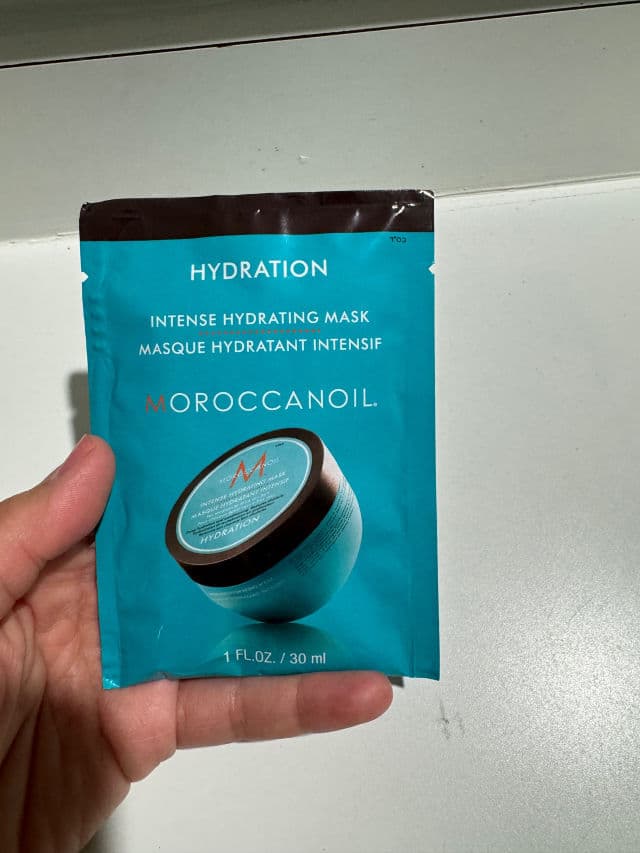 HYDRATION
INTENSE HYDRATING MASK
MASQUE HYDRATANT INTENSIF
MOROCCANOIL.
M
MOROCCANOIL
INTENSE HYDRATING MASK
MASQUE HYDRATANT INTENSIF
HYDRATION
1 FL.OZ. / 30 ml